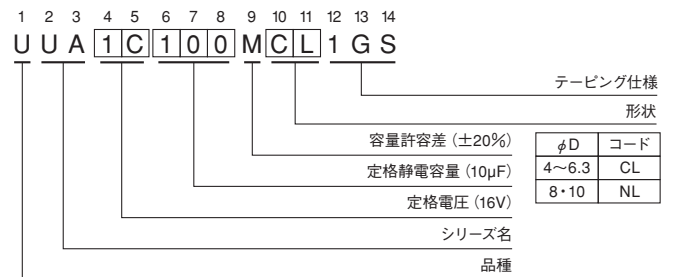 1 2 3 4 5 6 7 8 9 10 11 12 13 14
U U A 1 C 1 0 0 M C L 1 G S
テーピング仕様
形状
容量許容差（±20%）
定格静電容量（10µF）
定格電圧（16V）
シリーズ名
品種
φD コード
4～6.3 CL
8・10 NL